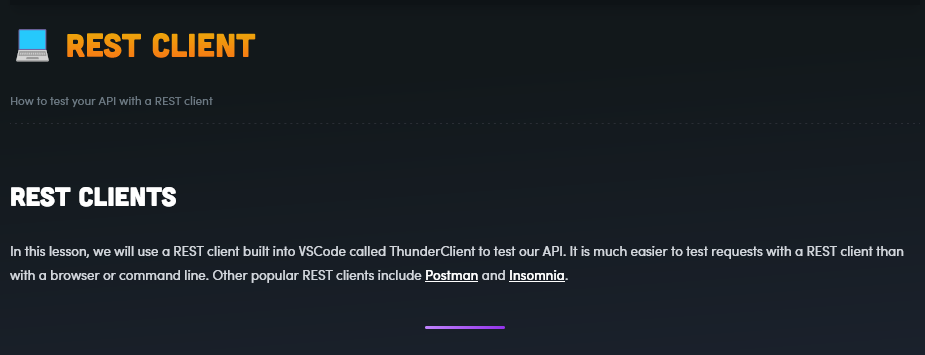 REST CLIENT
How to test your API with a REST client
REST CLIENTS
In this lesson, we will use a REST client built into VSCode called ThunderClient to test our API. It is much easier to test requests with a REST client than
with a browser or command line. Other popular REST clients include Postman and Insomnia.